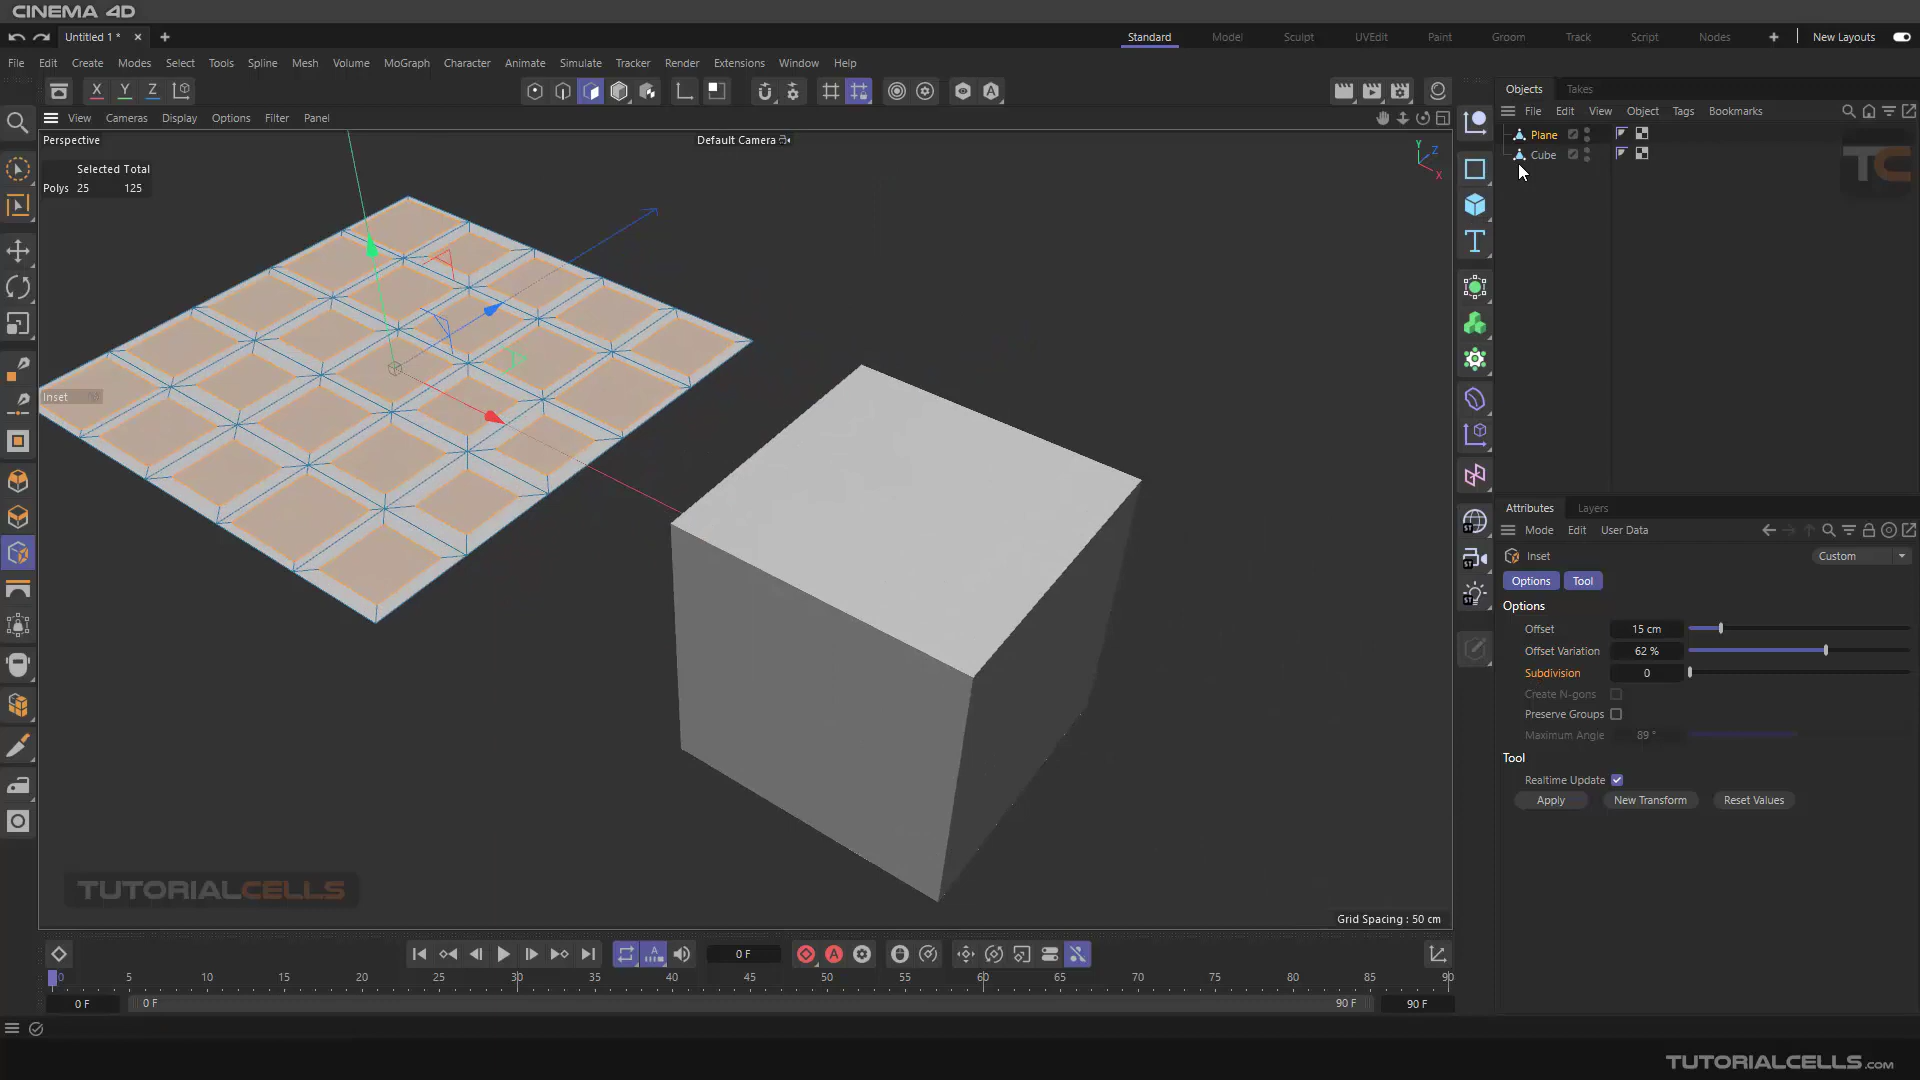 CINEMA 4D
Untitled 1 *
Standard
Model
Sculpt
UVEdit
Paint
Groom
Track
Script
Nodes
New Layouts
File Edit Create Modes Select Tools Spline Mesh Volume MoGraph Character Animate Simulate Tracker Render Extensions Window Help
X Y Z
Objects Takes
View Cameras Display Options Filter Panel
File Edit View Object Tags Bookmarks
Perspective
Default Camera
Plane
Cube
TC
Selected Total
Polys 25 125
Y
Z
X
Inset
Attributes Layers
Mode Edit User Data
Inset
Custom
Options Tool
Options
Offset 15 cm
Offset Variation 62 %
Subdivision 0
Create N-gons
Preserve Groups
Maximum Angle 89 °
Tool
Realtime Update
Apply New Transform Reset Values
TUTORIALCELLS
Grid Spacing : 50 cm
0 F
0 5 10 15 20 25 30 35 40 45 50 55 60 65 70 75 80 85 90
0 F 0 F 90 F 90 F
TUTORIALCELLS.COM